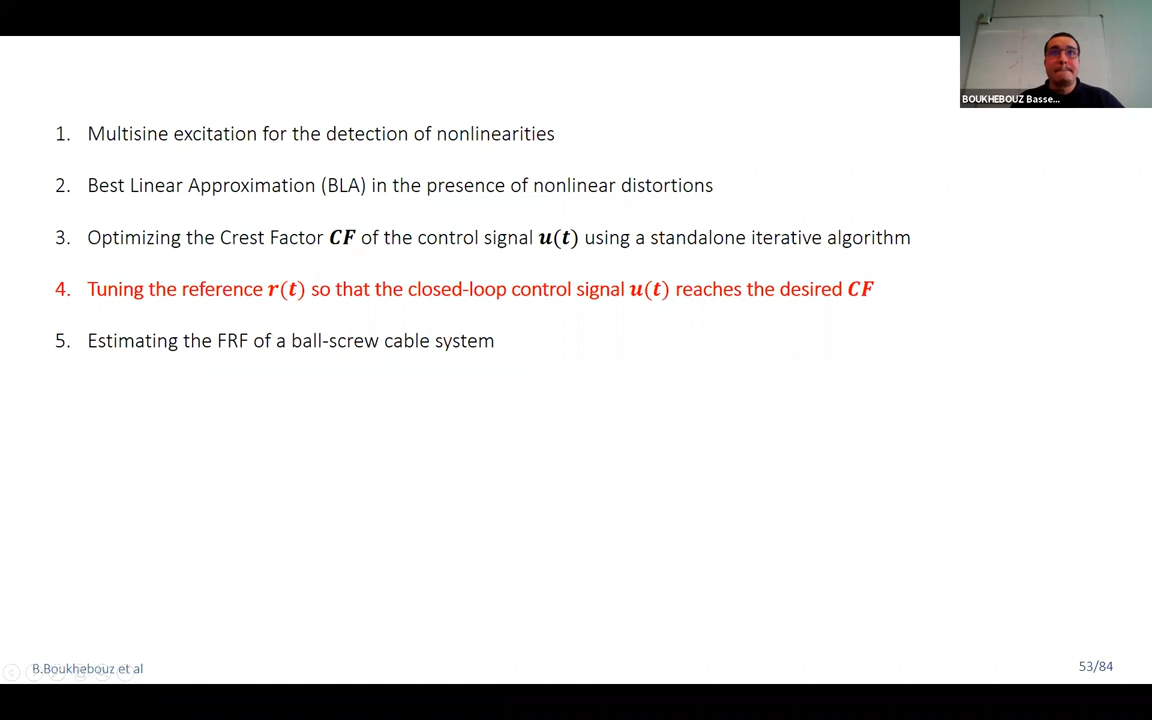 BOUKHEBOUZ Basse...
1. Multisine excitation for the detection of nonlinearities
2. Best Linear Approximation (BLA) in the presence of nonlinear distortions
3. Optimizing the Crest Factor CF of the control signal u(t) using a standalone iterative algorithm
4. Tuning the reference r(t) so that the closed-loop control signal u(t) reaches the desired CF
5. Estimating the FRF of a ball-screw cable system
B.Boukhebouz et al
53/84